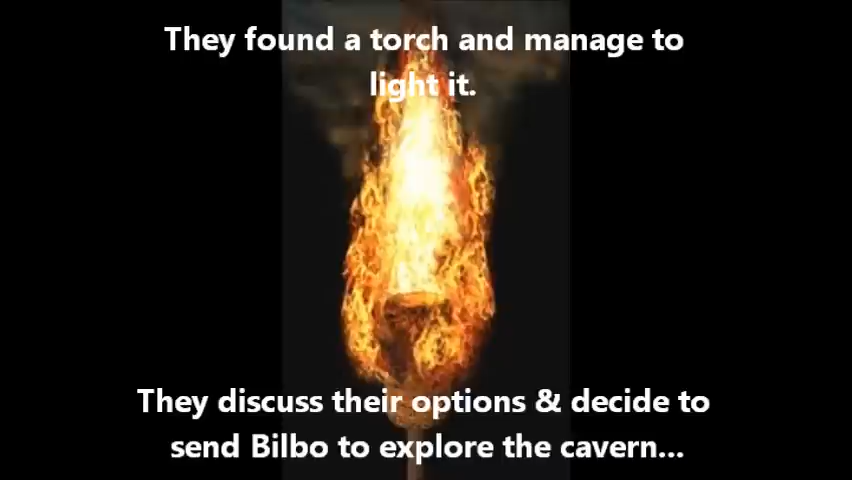 They found a torch and manage to
light it.
They discuss their options & decide to
send Bilbo to explore the cavern...